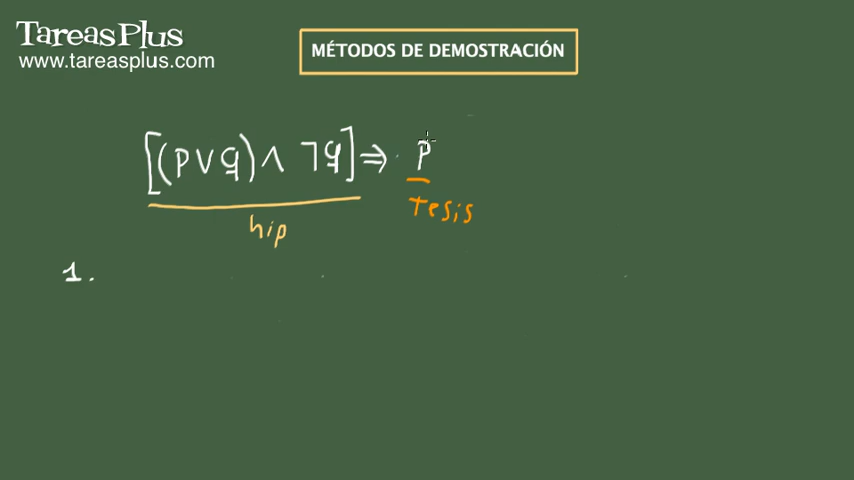 TareasPlus
www.tareasplus.com
MÉTODOS DE DEMOSTRACIÓN
[(p∨q)∧ ¬q]⇒ p
hip
Tesis
1.